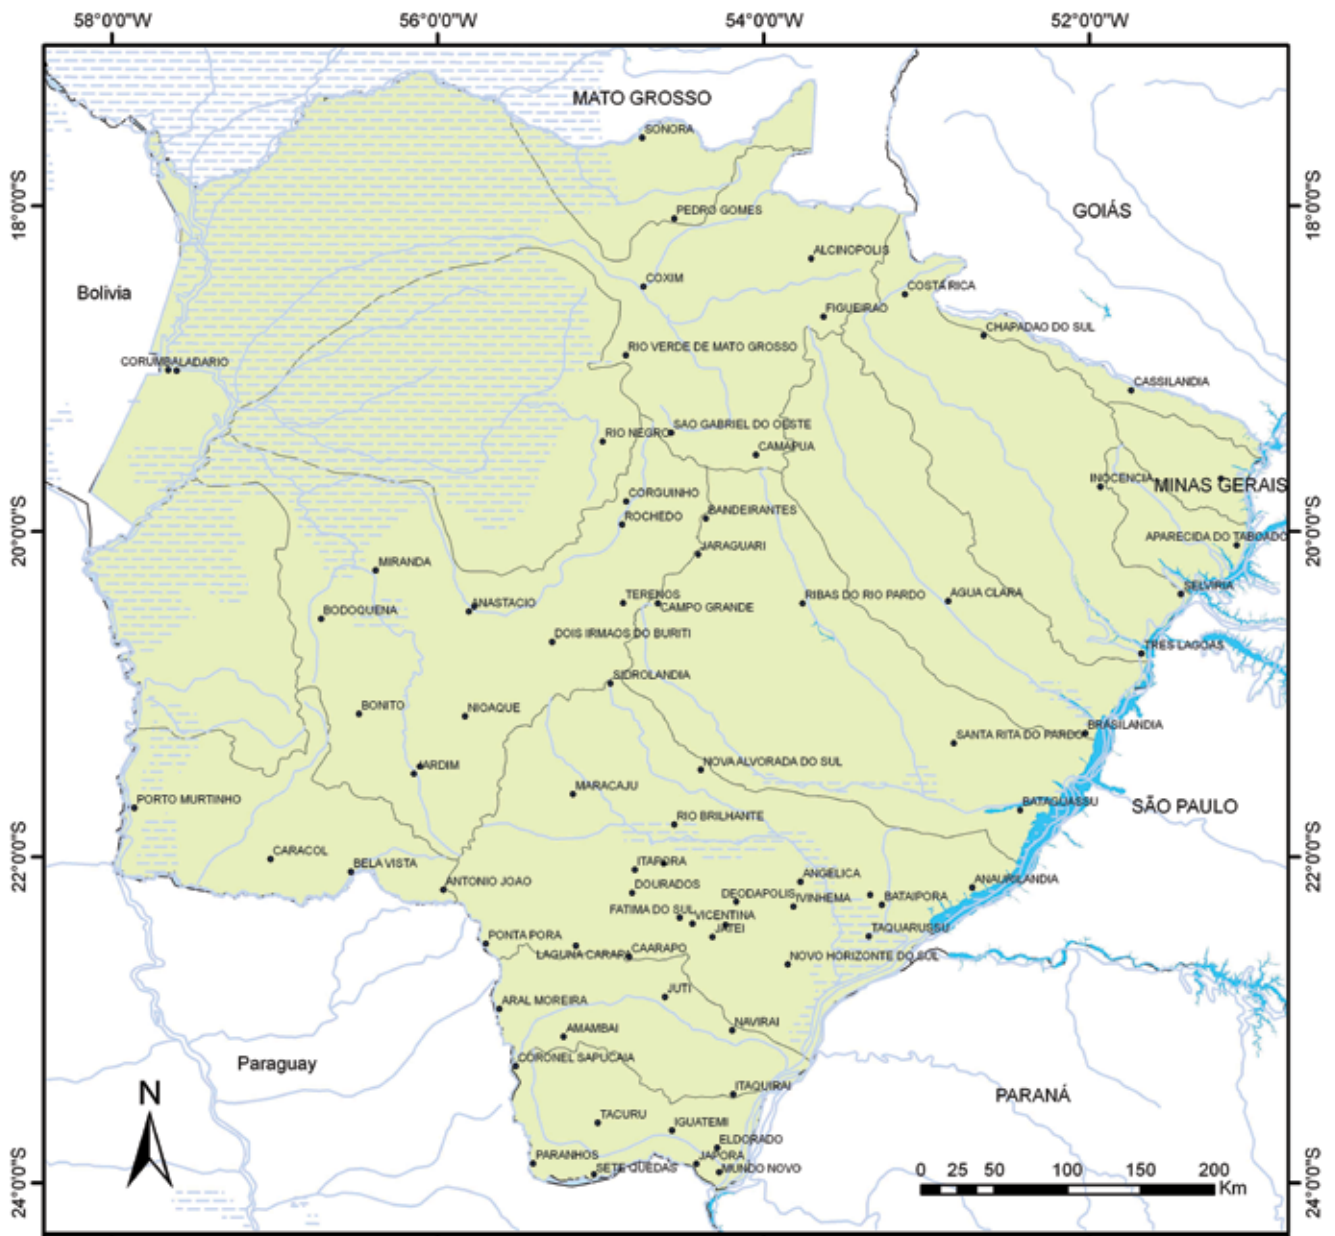 58°0'0"W 56°0'0"W 54°0'0"W 52°0'0"W
MATO GROSSO
SONORA
18°0'0"S 18°0'0"S
PEDRO GOMES
GOIÁS
ALCINOPOLIS
COXIM
COSTA RICA
Bolivia
FIGUEIRAO
CHAPADAO DO SUL
RIO VERDE DE MATO GROSSO
CORUMBALADARIO
CASSILANDIA
SAO GABRIEL DO OESTE
RIO NEGRO
CAMAPUA
INOCENCIA
MINAS GERAIS
CORGUINHO
BANDEIRANTES
ROCHEDO
20°0'0"S 20°0'0"S
APARECIDA DO TABOADO
JARAGUARI
MIRANDA
SELVIRIA
TERENOS
RIBAS DO RIO PARDO
AGUA CLARA
ANASTACIO
CAMPO GRANDE
BODOQUENA
DOIS IRMAOS DO BURITI
TRES LAGOAS
SIDROLANDIA
BONITO
NIOAQUE
BRASILANDIA
SANTA RITA DO PARDO
NOVA ALVORADA DO SUL
JARDIM
MARACAJU
PORTO MURTINHO
BATAGUASSU
SÃO PAULO
RIO BRILHANTE
CARACOL
22°0'0"S 22°0'0"S
BELA VISTA
ITAPORA
ANGELICA
ANTONIO JOAO
DOURADOS
ANAURILANDIA
DEODAPOLIS
IVINHEMA
BATAIPORA
FATIMA DO SUL
VICENTINA
JATEI
TAQUARUSSU
PONTA PORA
CAARAPO
LAGUNA CARAPA
NOVO HORIZONTE DO SUL
JUTI
ARAL MOREIRA
NAVIRAI
AMAMBAI
CORONEL SAPUCAIA
Paraguay
ITAQUIRAI
PARANÁ
N
TACURU
IGUATEMI
ELDORADO
PARANHOS
JAPORA
SETE QUEDAS
MUNDO NOVO
0 25 50 100 150 200
Km
24°0'0"S 24°0'0"S